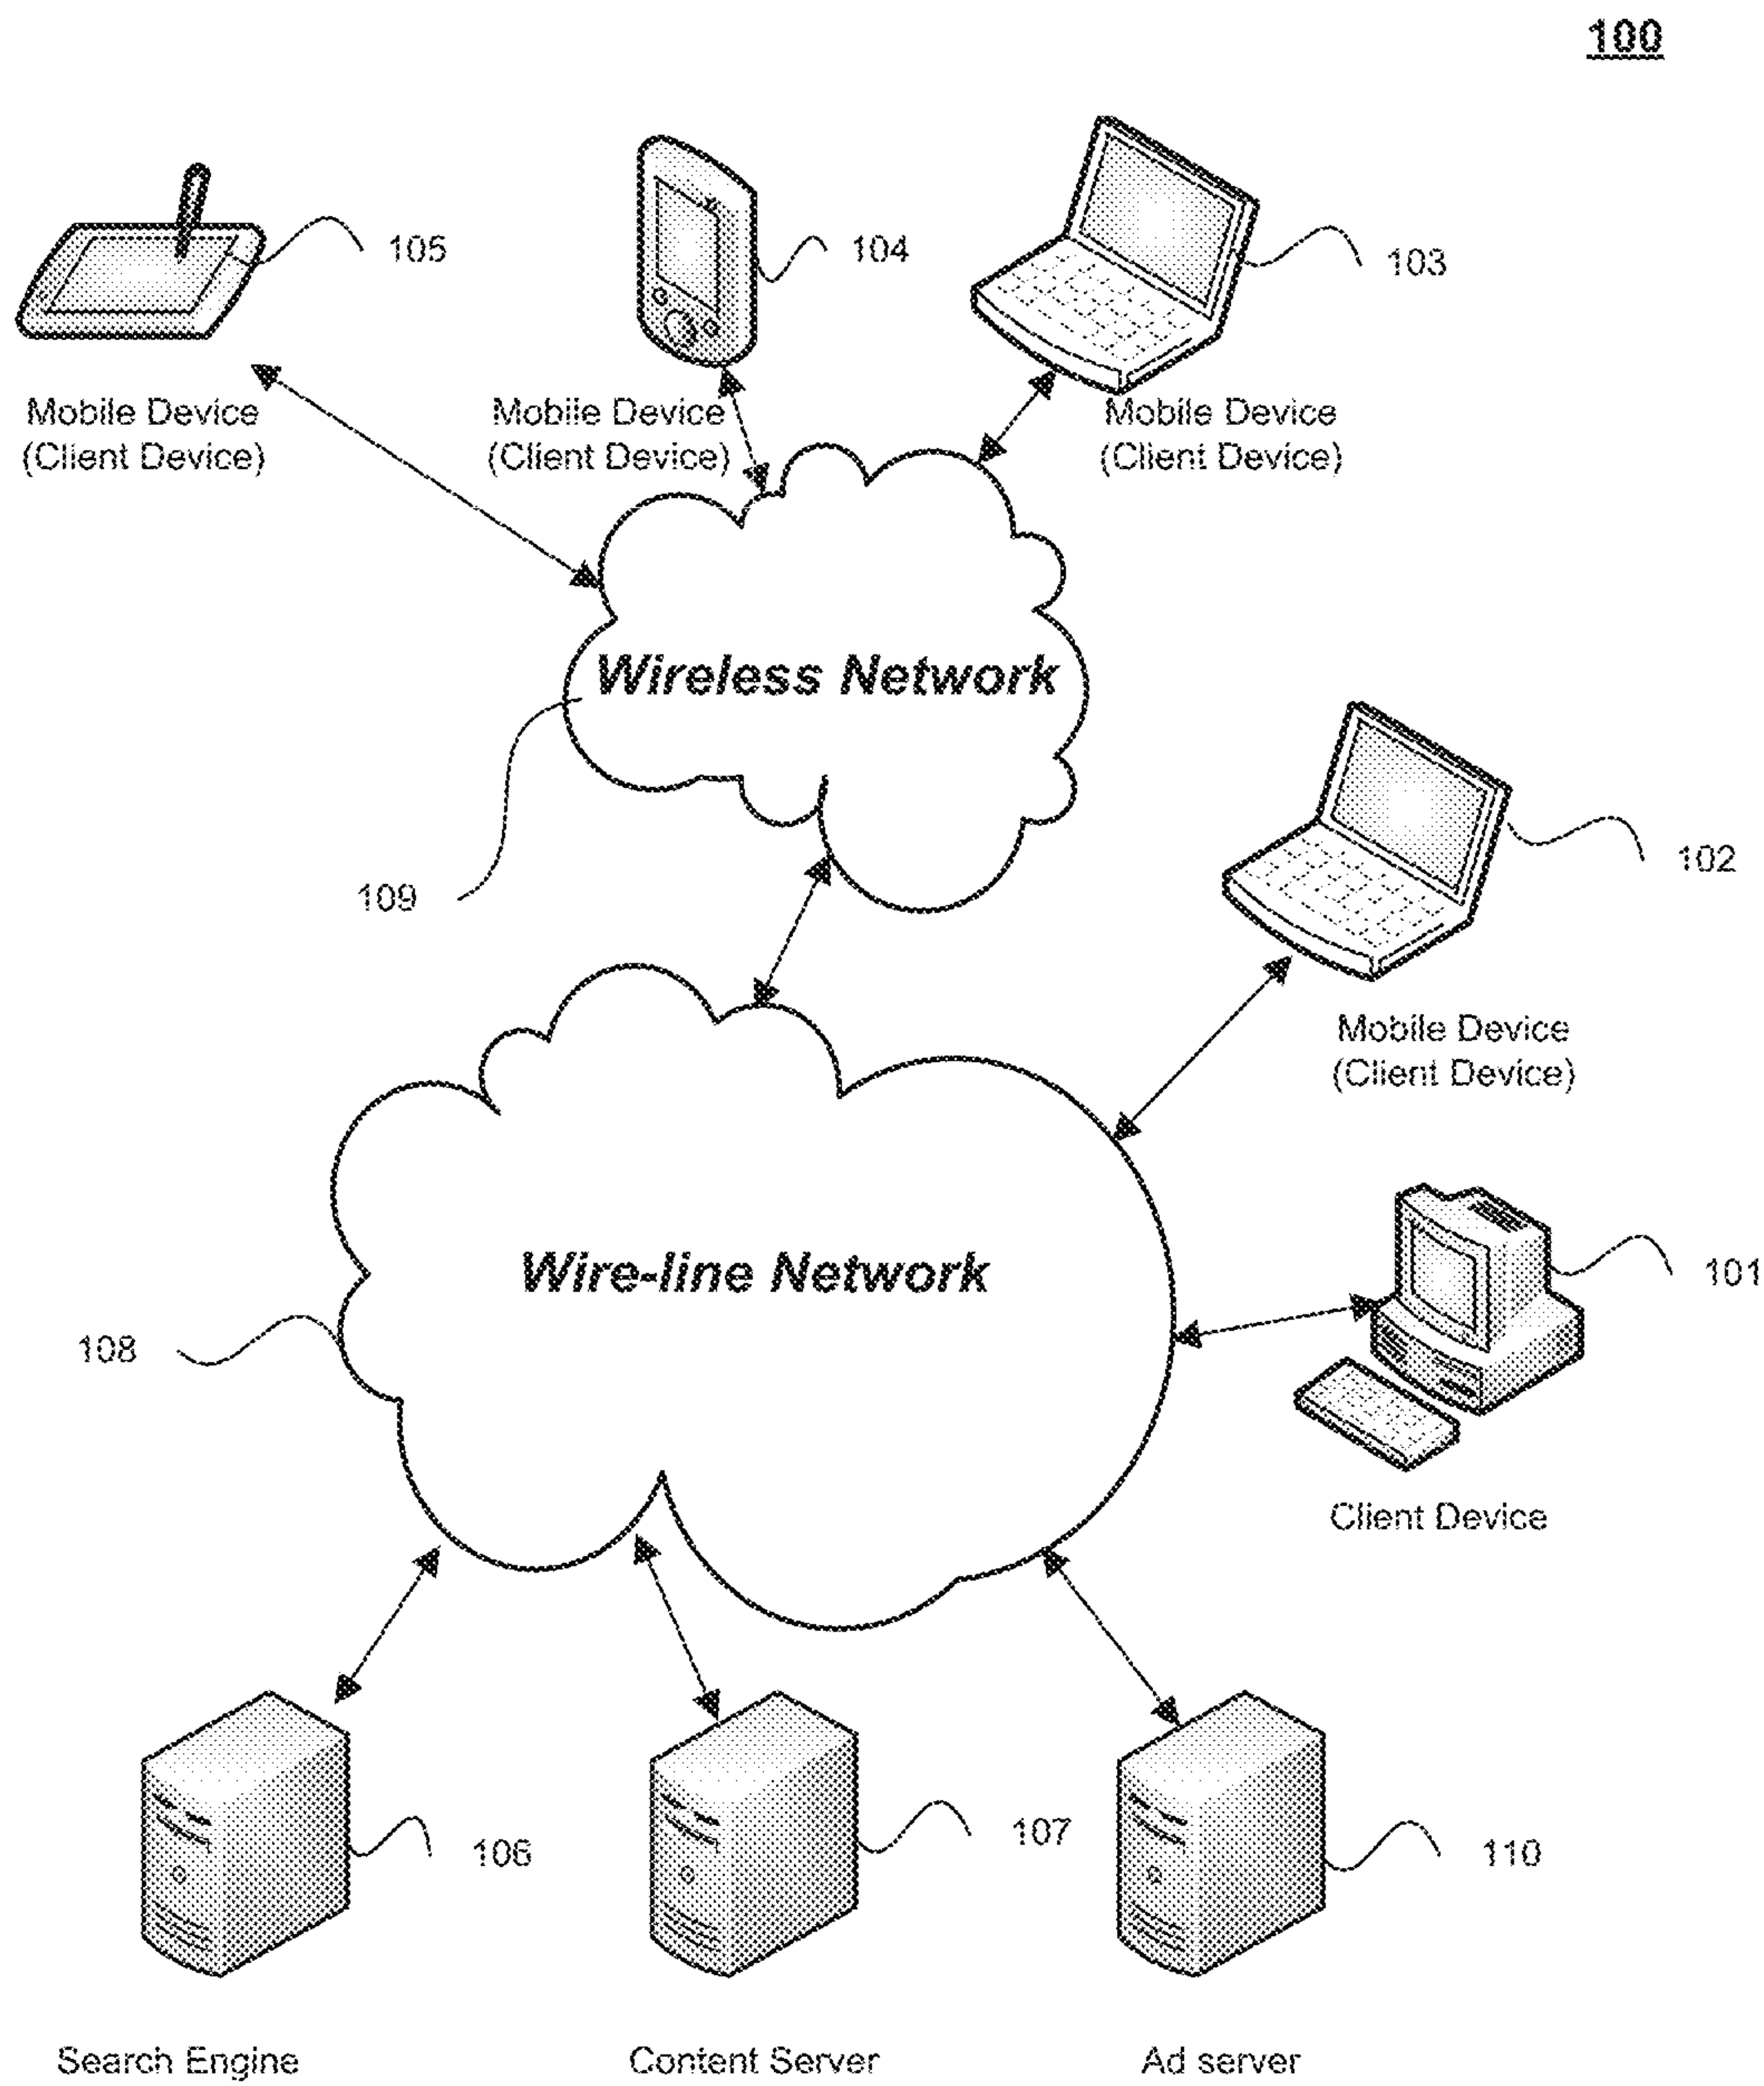 100
105
104
103
Mobile Device
(Client Device)
Mobile Device
(Client Device)
Mobile Device
(Client Device)
Wireless Network
109
102
Mobile Device
(Client Device)
Wire-line Network
108
101
Client Device
106
107
110
Search Engine
Content Server
Ad server